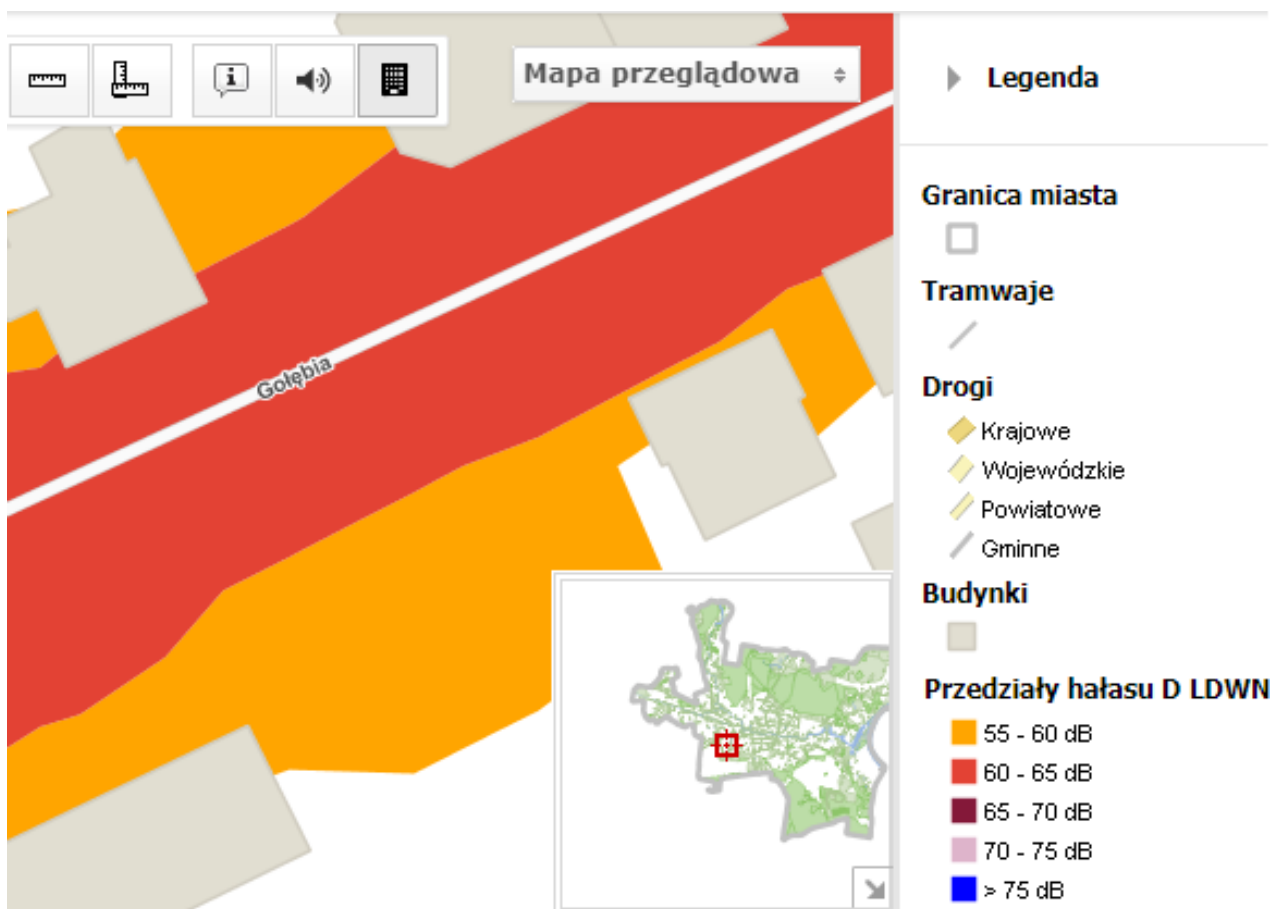 Mapa przeglądowa
Legenda
Gołębia
Granica miasta
Tramwaje
Drogi
Krajowe
Wojewódzkie
Powiatowe
Gminne
Budynki
Przedziały hałasu D LDWN
55 - 60 dB
60 - 65 dB
65 - 70 dB
70 - 75 dB
> 75 dB